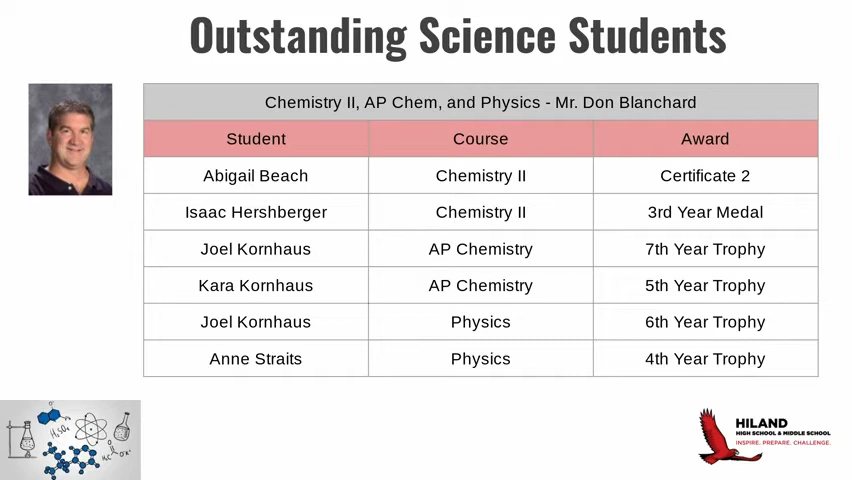 Outstanding Science Students
Chemistry II, AP Chem, and Physics - Mr. Don Blanchard
Student Course Award
Abigail Beach Chemistry II Certificate 2
Isaac Hershberger Chemistry II 3rd Year Medal
Joel Kornhaus AP Chemistry 7th Year Trophy
Kara Kornhaus AP Chemistry 5th Year Trophy
Joel Kornhaus Physics 6th Year Trophy
Anne Straits Physics 4th Year Trophy
H₂SO₄
HILAND
HIGH SCHOOL & MIDDLE SCHOOL
INSPIRE. PREPARE. CHALLENGE.